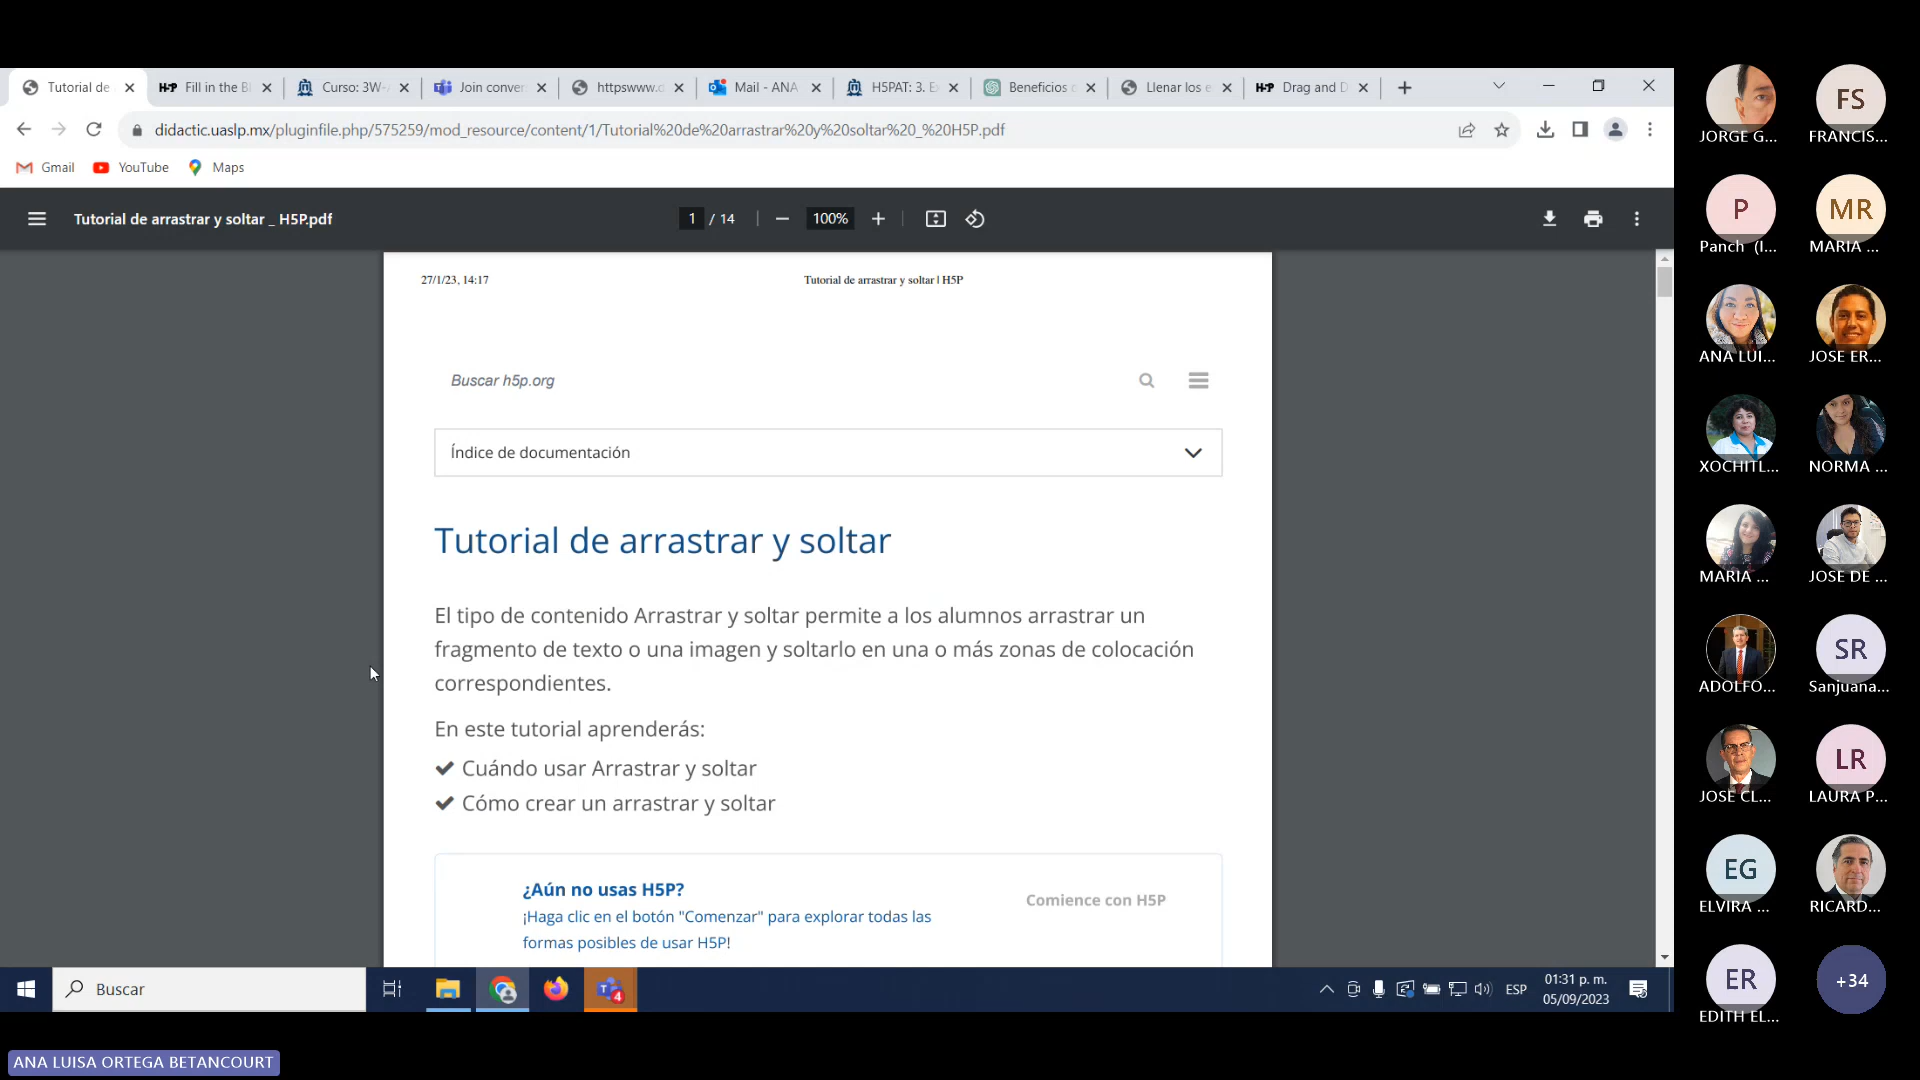 Tutorial de
Fill in the Bl
Curso: 3W-
Join conver
httpswww.
Mail - ANA
H5PAT: 3. E
Beneficios
Llenar los e
Drag and D
didactic.uaslp.mx/pluginfile.php/575259/mod_resource/content/1/Tutorial%20de%20arrastrar%20y%20soltar%20_%20H5P.pdf
Gmail
YouTube
Maps
Tutorial de arrastrar y soltar _ H5P.pdf
1 / 14
100%
27/1/23, 14:17
Tutorial de arrastrar y soltar | H5P
Buscar h5p.org
Índice de documentación
Tutorial de arrastrar y soltar
El tipo de contenido Arrastrar y soltar permite a los alumnos arrastrar un
fragmento de texto o una imagen y soltarlo en una o más zonas de colocación
correspondientes.
En este tutorial aprenderás:
Cuándo usar Arrastrar y soltar
Cómo crear un arrastrar y soltar
¿Aún no usas H5P?
¡Haga clic en el botón "Comenzar" para explorar todas las
formas posibles de usar H5P!
Comience con H5P
Buscar
4
ESP
01:31 p. m.
05/09/2023
ANA LUISA ORTEGA BETANCOURT
JORGE G...
FS
FRANCIS...
P
Panch (I...
MR
MARIA ...
ANA LUI...
JOSE ER...
XOCHITL...
NORMA ...
MARIA ...
JOSE DE ...
ADOLFO...
SR
Sanjuana...
JOSE CL...
LR
LAURA P...
EG
ELVIRA ...
RICARD...
ER
EDITH EL...
+34